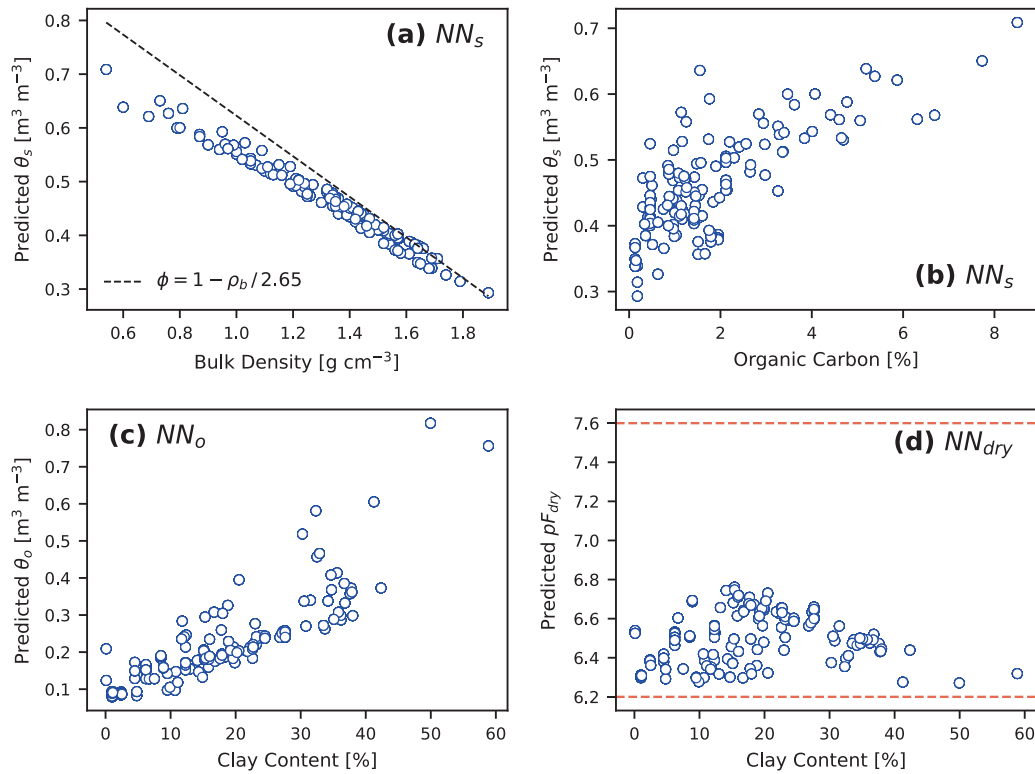 (a) NN_s
Predicted θ_s [m³ m⁻³]
0.8
0.7
0.6
0.5
0.4
0.3
ϕ = 1 − ρ_b / 2.65
0.6 0.8 1.0 1.2 1.4 1.6 1.8
Bulk Density [g cm⁻³]
(b) NN_s
Predicted θ_s [m³ m⁻³]
0.7
0.6
0.5
0.4
0.3
0 2 4 6 8
Organic Carbon [%]
(c) NN_o
Predicted θ_o [m³ m⁻³]
0.8
0.7
0.6
0.5
0.4
0.3
0.2
0.1
0 10 20 30 40 50 60
Clay Content [%]
(d) NN_dry
Predicted pF_dry
7.6
7.4
7.2
7.0
6.8
6.6
6.4
6.2
0 10 20 30 40 50 60
Clay Content [%]